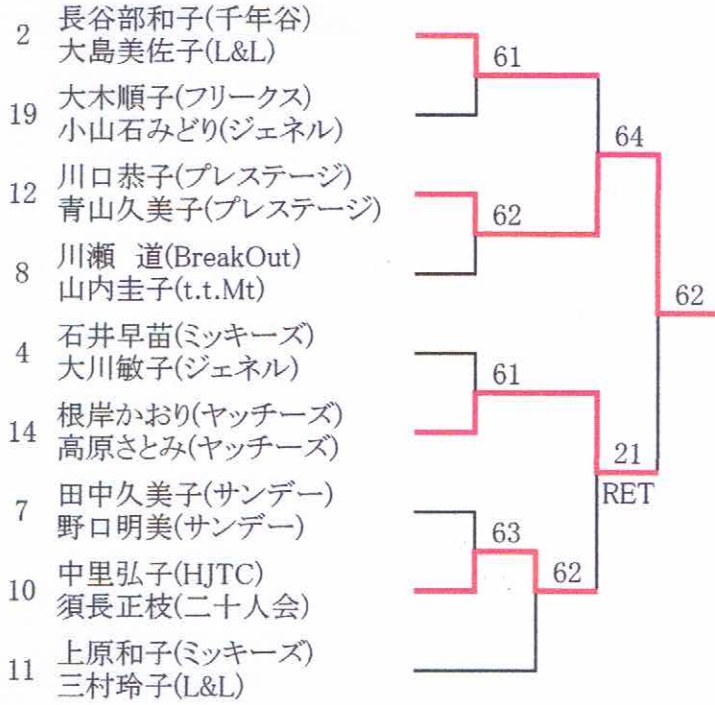 2 長谷部和子(千年谷)
大島美佐子(L&L)
61
19 大木順子(フリークス)
小山石みどり(ジェネル)
64
12 川口恭子(プレステージ)
青山久美子(プレステージ)
62
8 川瀬 道(BreakOut)
山内圭子(t.t.Mt)
62
4 石井早苗(ミッキーズ)
大川敏子(ジェネル)
61
14 根岸かおり(ヤッチーズ)
高原さとみ(ヤッチーズ)
21
RET
7 田中久美子(サンデー)
野口明美(サンデー)
63
10 中里弘子(HJTC)
須長正枝(二十人会)
62
11 上原和子(ミッキーズ)
三村玲子(L&L)